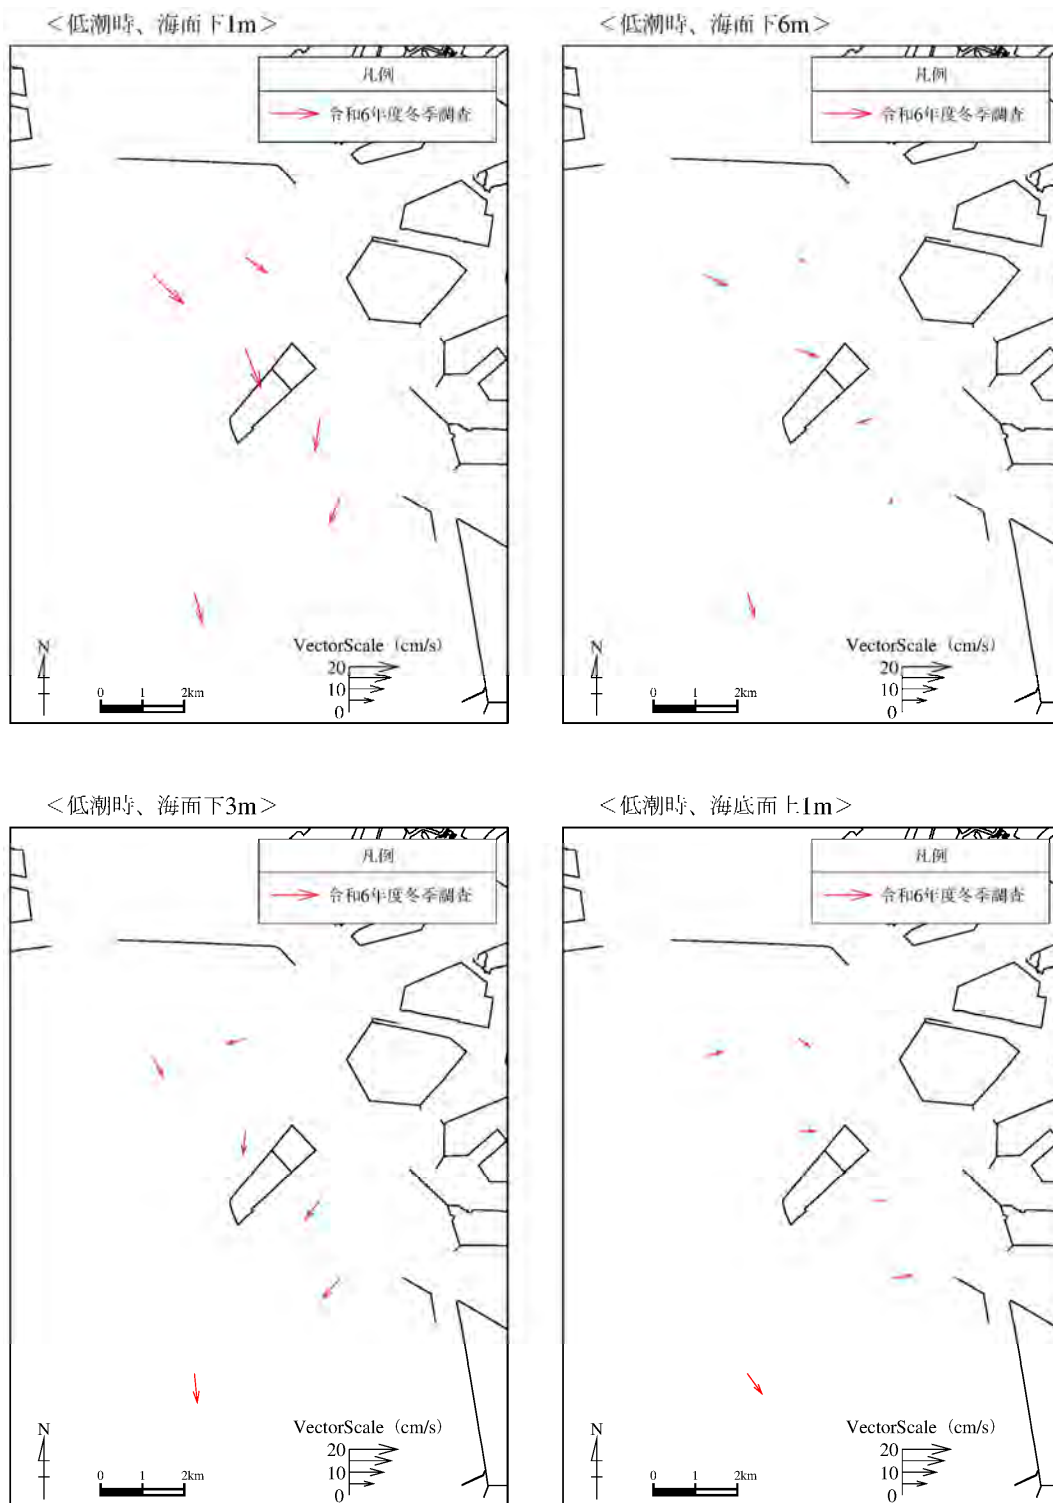 ＜低潮時、海面下1m＞
凡例
令和6年度冬季調査
N
0 1 2km
VectorScale（cm/s）
20
10
0
＜低潮時、海面下6m＞
凡例
令和6年度冬季調査
N
0 1 2km
VectorScale（cm/s）
20
10
0
＜低潮時、海面下3m＞
凡例
令和6年度冬季調査
N
0 1 2km
VectorScale（cm/s）
20
10
0
＜低潮時、海底面上1m＞
凡例
令和6年度冬季調査
N
0 1 2km
VectorScale（cm/s）
20
10
0